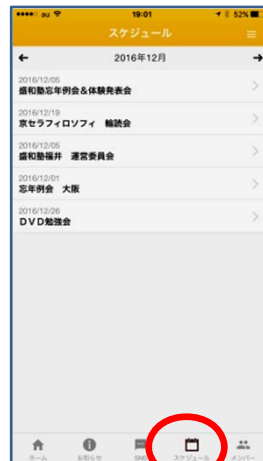 au 19:01 52%
スケジュール
2016年12月
2016/12/05
盛和塾忘年例会&体験発表会
2016/12/19
京セラフィロソフィ 輪読会
2016/12/05
盛和塾福井 運営委員会
2016/12/01
忘年例会 大阪
2016/12/26
DVD勉強会
ホーム お知らせ SNS スケジュール メンバー